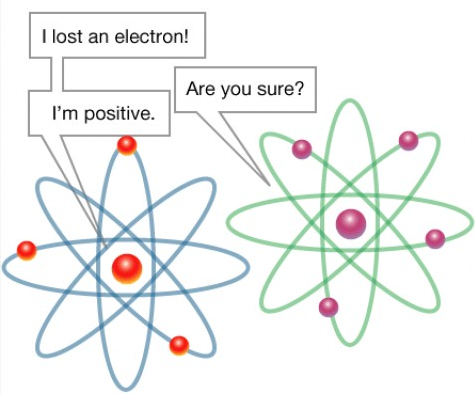 I lost an electron!
Are you sure?
I'm positive.